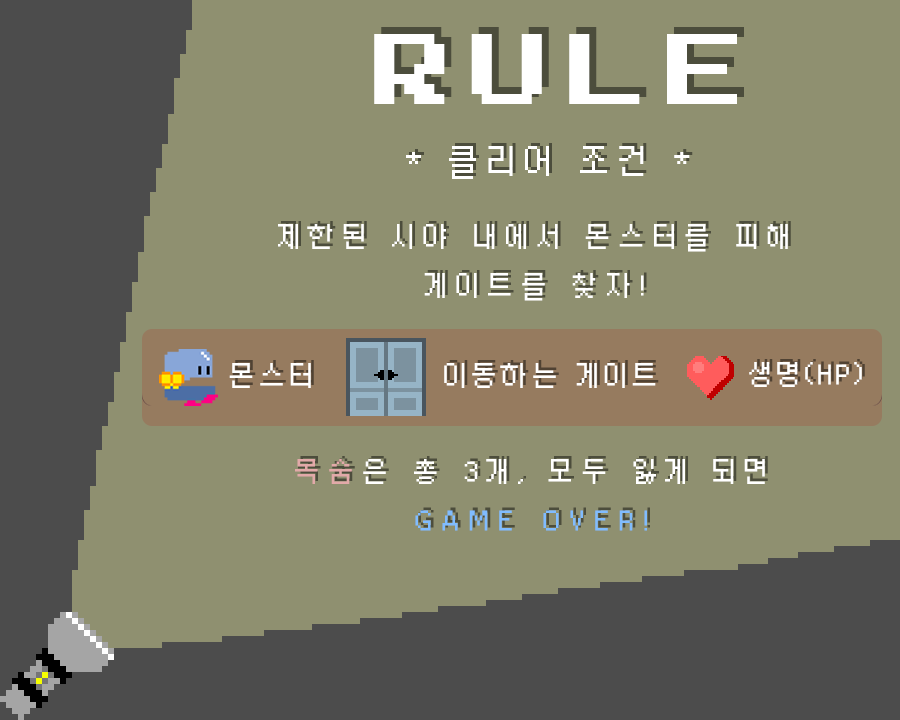 RULE
* 클리어 조건 *
제한된 시야 내에서 몬스터를 피해
게이트를 찾자!
몬스터 이동하는 게이트 생명(HP)
목숨은 총 3개, 모두 잃게 되면
GAME OVER!